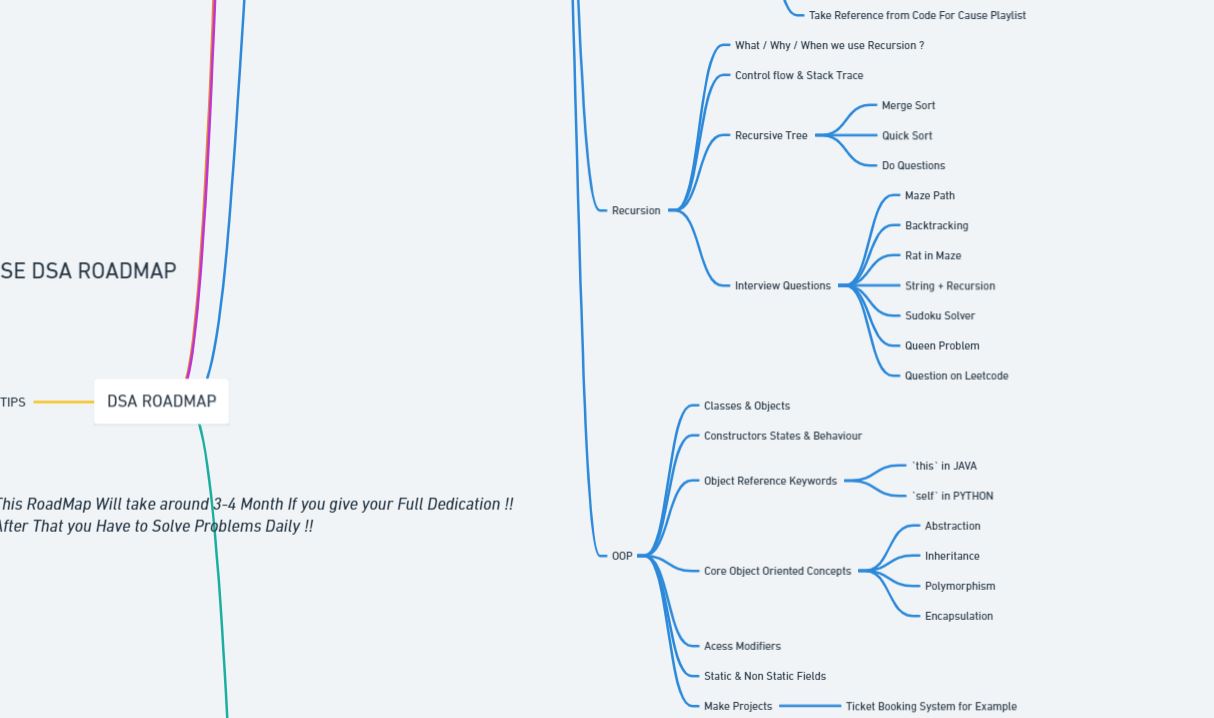 Take Reference from Code For Cause Playlist
What / Why / When we use Recursion ?
Control flow & Stack Trace
Merge Sort
Recursive Tree
Quick Sort
Do Questions
Maze Path
Recursion
Backtracking
Rat in Maze
SE DSA ROADMAP
Interview Questions
String + Recursion
Sudoku Solver
Queen Problem
Question on Leetcode
TIPS
DSA ROADMAP
Classes & Objects
Constructors States & Behaviour
Object Reference Keywords
`this` in JAVA
`self` in PYTHON
This RoadMap Will take around 3-4 Month If you give your Full Dedication !!
After That you Have to Solve Problems Daily !!
OOP
Core Object Oriented Concepts
Abstraction
Inheritance
Polymorphism
Encapsulation
Acess Modifiers
Static & Non Static Fields
Make Projects
Ticket Booking System for Example